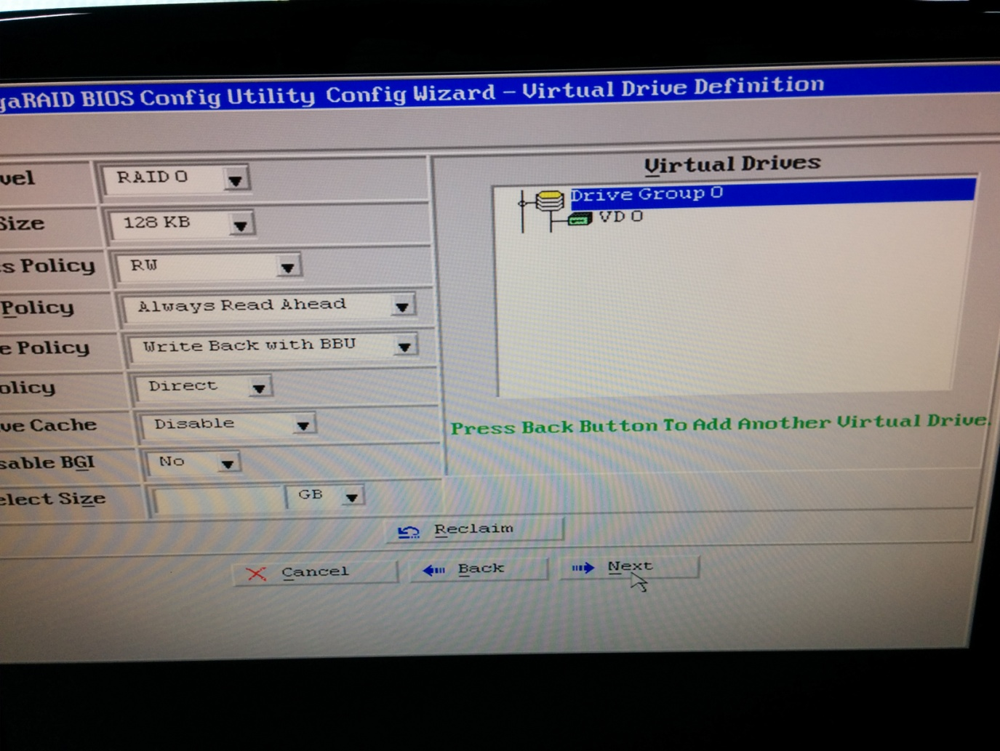 gaRAID BIOS Config Utility Config Wizard – Virtual Drive Definition
Virtual Drives
vel RAID 0
Drive Group 0
VD 0
Size 128 KB
s Policy RW
Policy Always Read Ahead
e Policy Write Back with BBU
olicy Direct
ve Cache Disable
Press Back Button To Add Another Virtual Drive.
sable BGI No
elect Size GB
Reclaim
Cancel Back Next